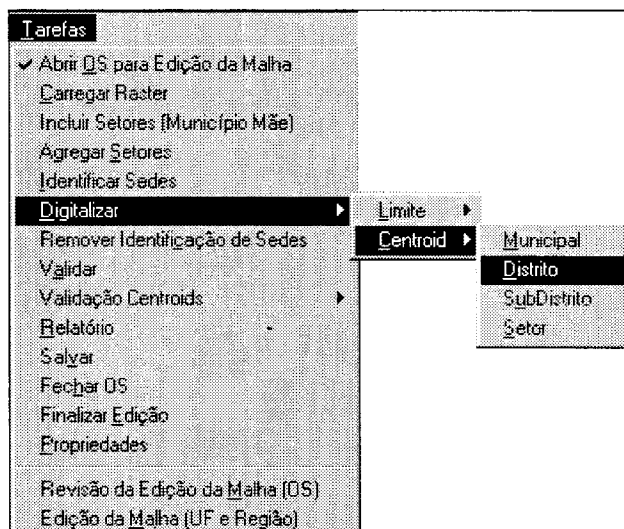 Tarefas
Abrir OS para Edição da Malha
Carregar Raster
Incluir Setores (Município Mãe)
Agregar Setores
Identificar Sedes
Digitalizar
Limite
Remover Identificação de Sedes
Centroid
Municipal
Validar
Distrito
Validação Centroids
SubDistrito
Relatório
Setor
Salvar
Fechar OS
Finalizar Edição
Propriedades
Revisão da Edição da Malha (OS)
Edição da Malha (UF e Região)